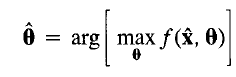 θ̂ = arg[ max_θ f(x̂, θ) ]